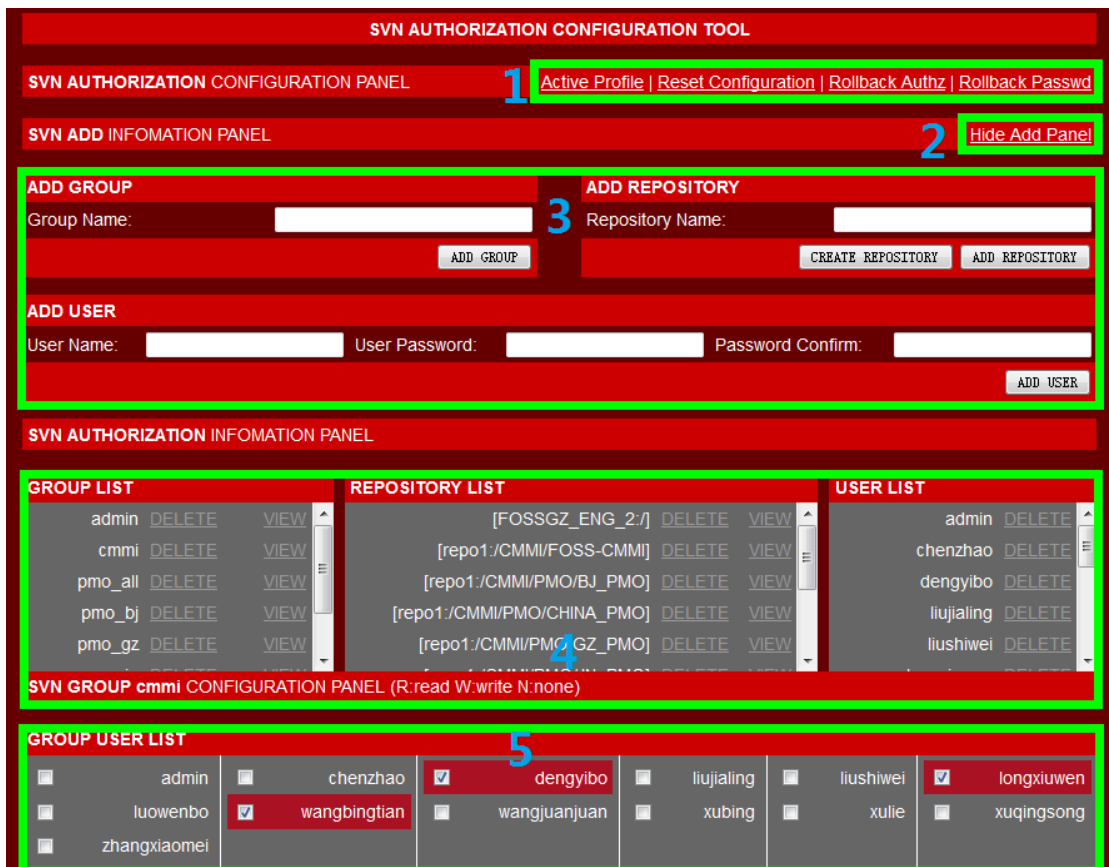 SVN AUTHORIZATION CONFIGURATION TOOL
SVN AUTHORIZATION CONFIGURATION PANEL 1 Active Profile | Reset Configuration | Rollback Authz | Rollback Passwd
SVN ADD INFOMATION PANEL 2 Hide Add Panel
ADD GROUP ADD REPOSITORY
Group Name: 3 Repository Name:
ADD GROUP CREATE REPOSITORY ADD REPOSITORY
ADD USER
User Name: User Password: Password Confirm:
ADD USER
SVN AUTHORIZATION INFOMATION PANEL
GROUP LIST REPOSITORY LIST USER LIST
admin DELETE VIEW [FOSSGZ_ENG_2:/] DELETE VIEW admin DELETE
cmmi DELETE VIEW [repo1:/CMMI/FOSS-CMMI] DELETE VIEW chenzhao DELETE
pmo_all DELETE VIEW [repo1:/CMMI/PMO/BJ_PMO] DELETE VIEW dengyibo DELETE
pmo_bj DELETE VIEW [repo1:/CMMI/PMO/CHINA_PMO] DELETE VIEW liujialing DELETE
pmo_gz DELETE VIEW [repo1:/CMMI/PMO/GZ_PMO] DELETE VIEW liushiwei DELETE
4
SVN GROUP cmmi CONFIGURATION PANEL (R:read W:write N:none)
GROUP USER LIST 5
admin chenzhao dengyibo liujialing liushiwei longxiuwen
luowenbo wangbingtian wangjuanjuan xubing xulie xuqingsong
zhangxiaomei